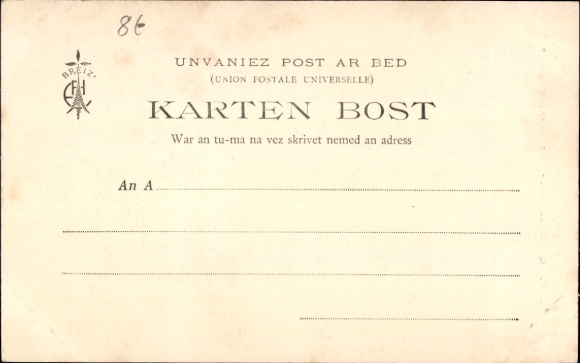 8€
BREIZ'
UNVANIEZ POST AR BED
(UNION POSTALE UNIVERSELLE)
KARTEN BOST
War an tu-ma na vez skrivet nemed an adress
An A